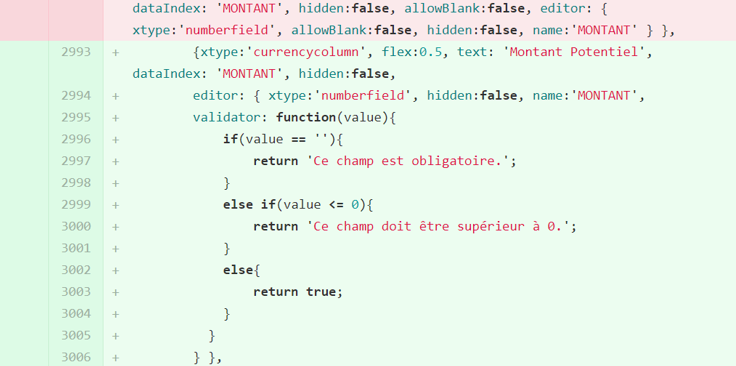 dataIndex: 'MONTANT', hidden:false, allowBlank:false, editor: {
xtype:'numberfield', allowBlank:false, hidden:false, name:'MONTANT' } },
2993 + {xtype:'currencycolumn', flex:0.5, text: 'Montant Potentiel',
dataIndex: 'MONTANT', hidden:false,
2994 + editor: { xtype:'numberfield', hidden:false, name:'MONTANT',
2995 + validator: function(value){
2996 + if(value == ''){
2997 + return 'Ce champ est obligatoire.';
2998 + }
2999 + else if(value <= 0){
3000 + return 'Ce champ doit être supérieur à 0.';
3001 + }
3002 + else{
3003 + return true;
3004 + }
3005 + }
3006 + } },